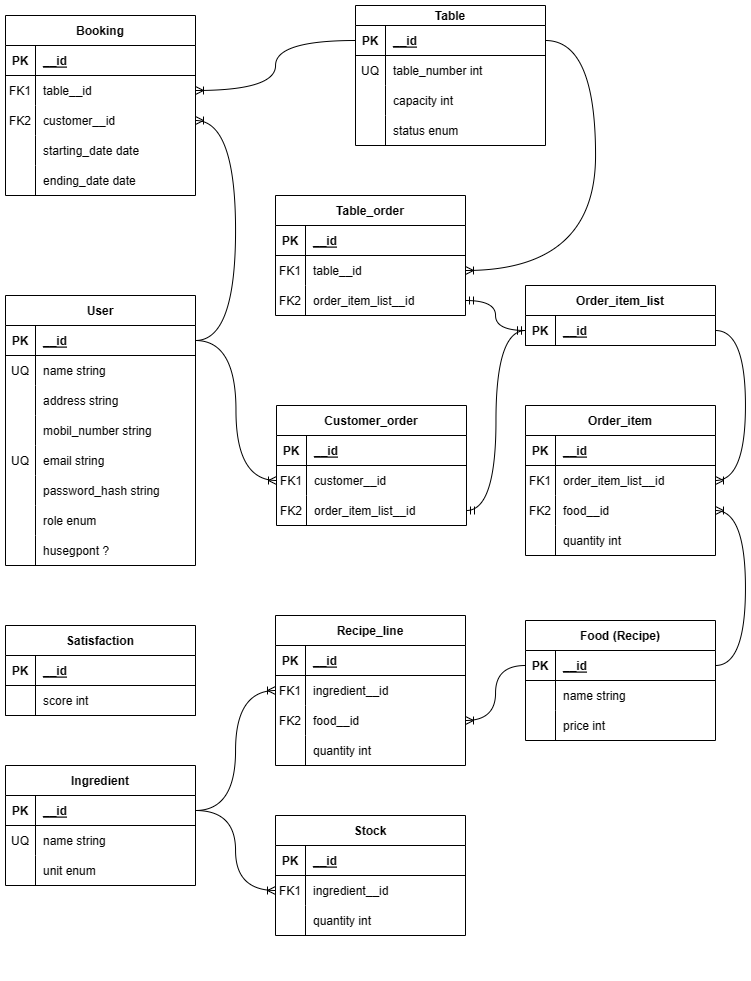 Booking
PK __id
FK1 table__id
FK2 customer__id
starting_date date
ending_date date
Table
PK __id
UQ table_number int
capacity int
status enum
Table_order
PK __id
FK1 table__id
FK2 order_item_list__id
User
PK __id
UQ name string
address string
mobil_number string
UQ email string
password_hash string
role enum
husegpont ?
Order_item_list
PK __id
Customer_order
PK __id
FK1 customer__id
FK2 order_item_list__id
Order_item
PK __id
FK1 order_item_list__id
FK2 food__id
quantity int
Satisfaction
PK __id
score int
Recipe_line
PK __id
FK1 ingredient__id
FK2 food__id
quantity int
Food (Recipe)
PK __id
name string
price int
Ingredient
PK __id
UQ name string
unit enum
Stock
PK __id
FK1 ingredient__id
quantity int